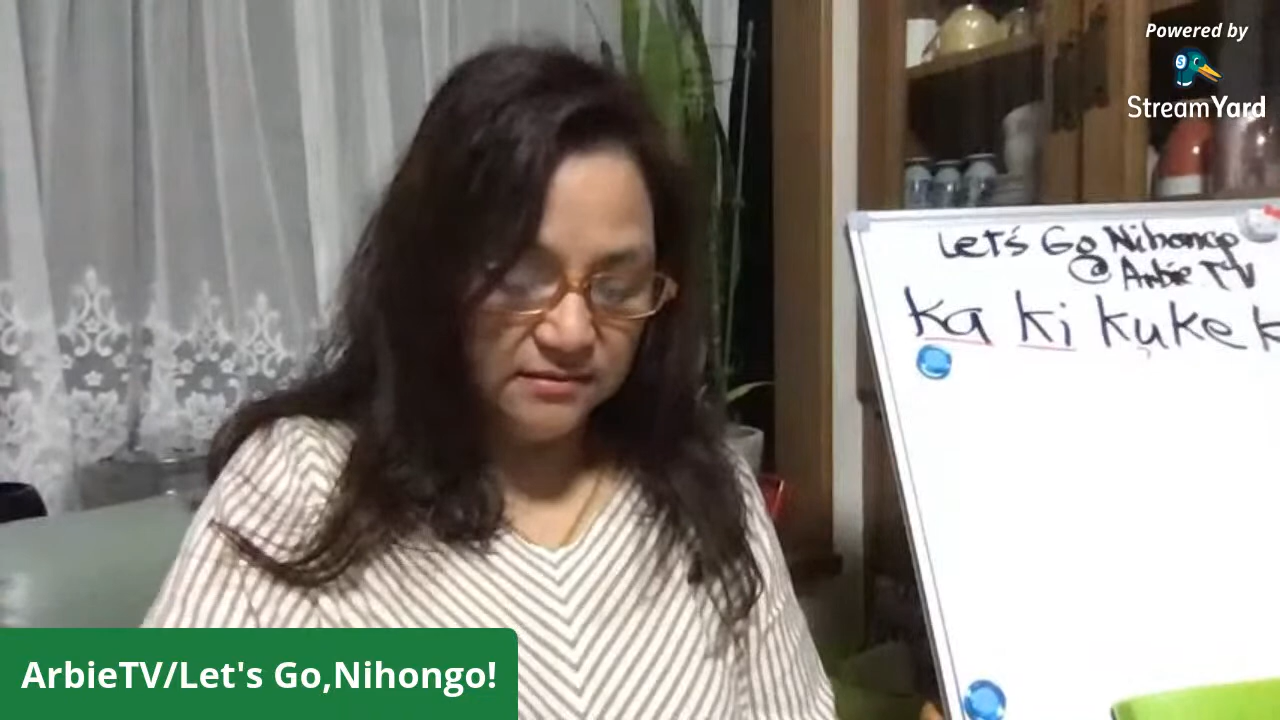 Powered by
StreamYard
Let's Go Nihongo
@ Arbie TV
ka ki ku ke k
ArbieTV/Let's Go,Nihongo!